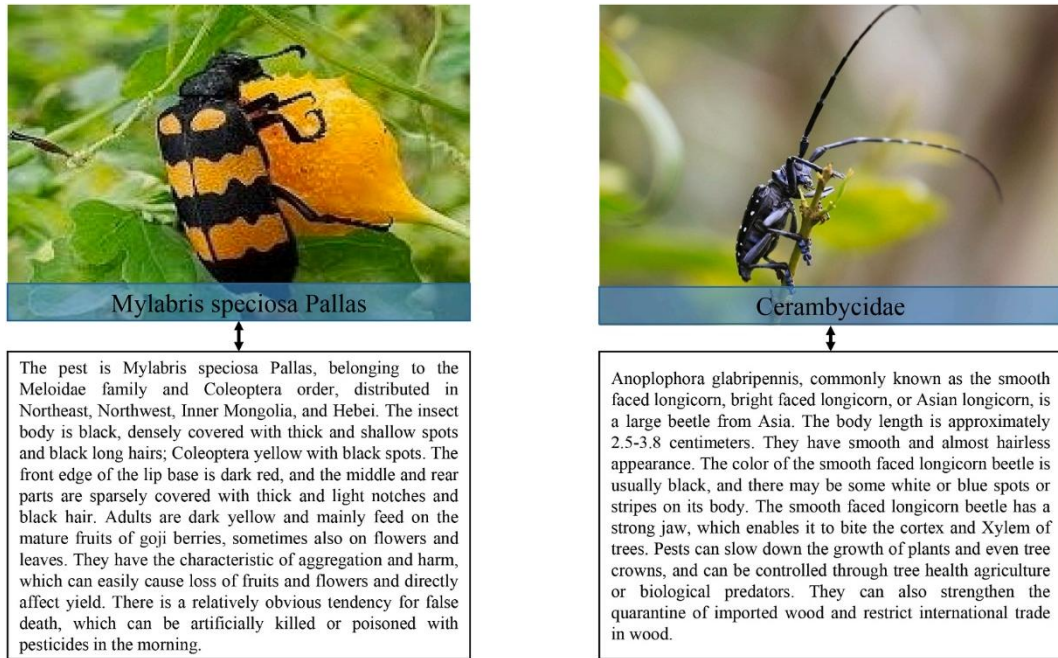 Mylabris speciosa Pallas
The pest is Mylabris speciosa Pallas, belonging to the
Meloidae family and Coleoptera order, distributed in
Northeast, Northwest, Inner Mongolia, and Hebei. The insect
body is black, densely covered with thick and shallow spots
and black long hairs; Coleoptera yellow with black spots. The
front edge of the lip base is dark red, and the middle and rear
parts are sparsely covered with thick and light notches and
black hair. Adults are dark yellow and mainly feed on the
mature fruits of goji berries, sometimes also on flowers and
leaves. They have the characteristic of aggregation and harm,
which can easily cause loss of fruits and flowers and directly
affect yield. There is a relatively obvious tendency for false
death, which can be artificially killed or poisoned with
pesticides in the morning.
Cerambycidae
Anoplophora glabripennis, commonly known as the smooth
faced longicorn, bright faced longicorn, or Asian longicorn, is
a large beetle from Asia. The body length is approximately
2.5-3.8 centimeters. They have smooth and almost hairless
appearance. The color of the smooth faced longicorn beetle is
usually black, and there may be some white or blue spots or
stripes on its body. The smooth faced longicorn beetle has a
strong jaw, which enables it to bite the cortex and Xylem of
trees. Pests can slow down the growth of plants and even tree
crowns, and can be controlled through tree health agriculture
or biological predators. They can also strengthen the
quarantine of imported wood and restrict international trade
in wood.